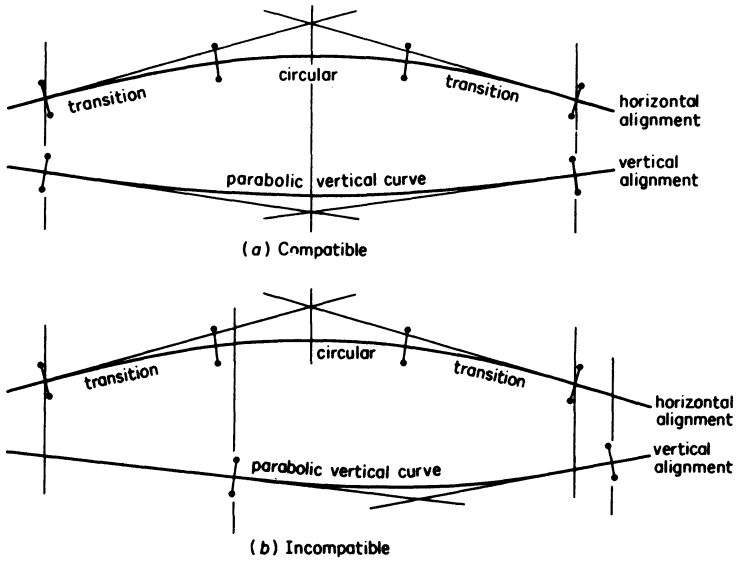 circular
transition
transition
horizontal
alignment
parabolic vertical curve
vertical
alignment
(a) Compatible
circular
transition
transition
horizontal
alignment
parabolic vertical curve
vertical
alignment
(b) Incompatible